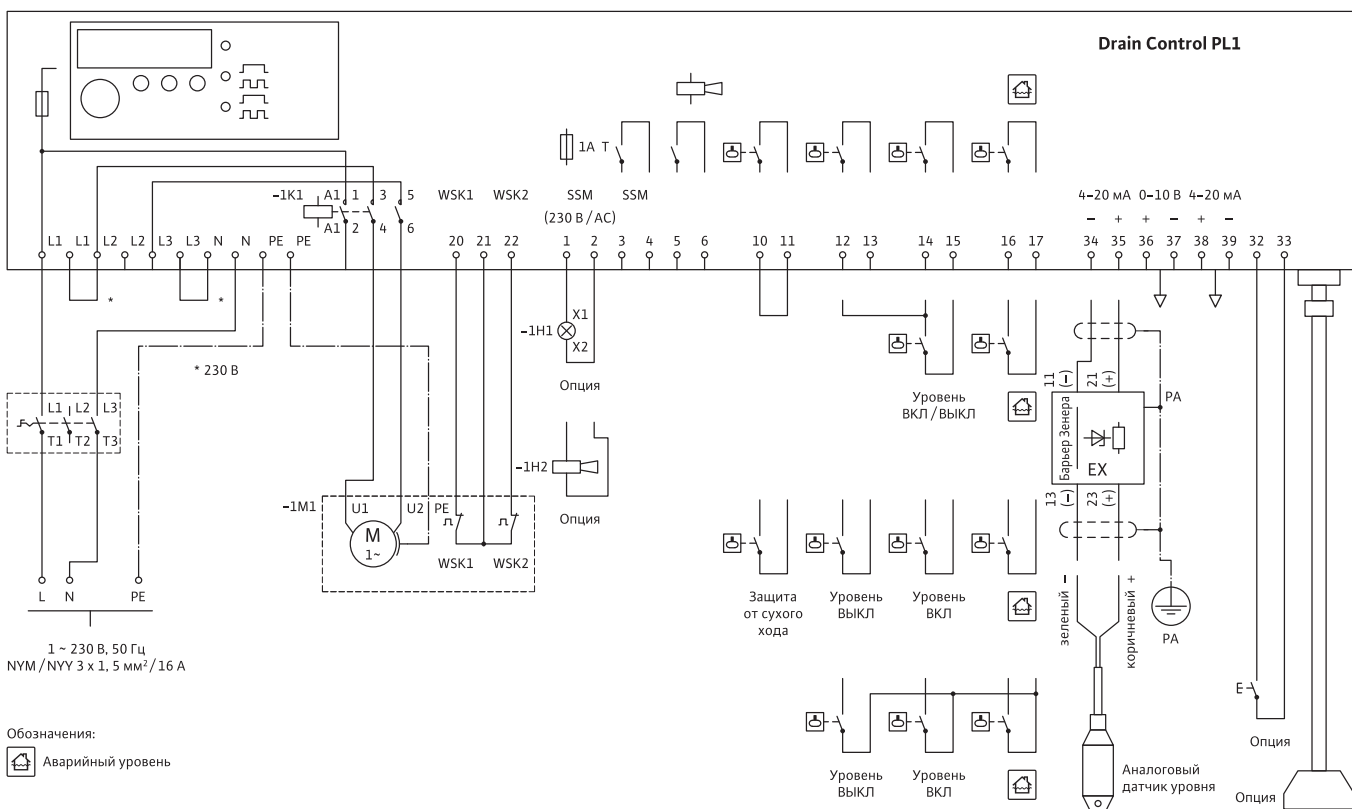 Drain Control PL1
1A T
-1K1 A1 1 3 5 WSK1 WSK2 SSM SSM 4–20 мА 0–10 В 4–20 мА
(230 В / AC) – + + – + –
A1 2 4 6
L1 L1 L2 L2 L3 L3 N N PE PE 20 21 22 1 2 3 4 5 6 10 11 12 13 14 15 16 17 34 35 36 37 38 39 32 33
* *
* 230 В
–1H1 X1
X2
Опция
Уровень
ВКЛ / ВЫКЛ
11 (–) 21 (+)
PA
Барьер Зенера
EX
13 (–) 23 (+)
L1 L2 L3
T1 T2 T3
–1H2
Опция
–1M1 U1 U2 PE
M
1~
WSK1 WSK2
L N PE
1 ~ 230 В, 50 Гц
NYM / NYY 3 x 1, 5 мм² / 16 А
Защита
от сухого
хода
Уровень
ВЫКЛ
Уровень
ВКЛ
зеленый –
коричневый +
PA
E
Опция
Уровень
ВЫКЛ
Уровень
ВКЛ
Аналоговый
датчик уровня
Опция
Обозначения:
Аварийный уровень